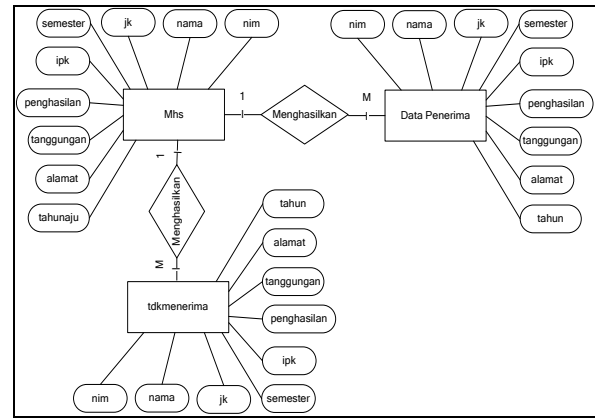 semester
jk
nama
nim
ipk
penghasilan
tanggungan
alamat
tahunaju
Mhs
1
Menghasilkan
M
nim
nama
jk
semester
ipk
penghasilan
tanggungan
alamat
tahun
Data Penerima
1
Menghasilkan
M
tdkmenerima
tahun
alamat
tanggungan
penghasilan
ipk
nim
nama
jk
semester